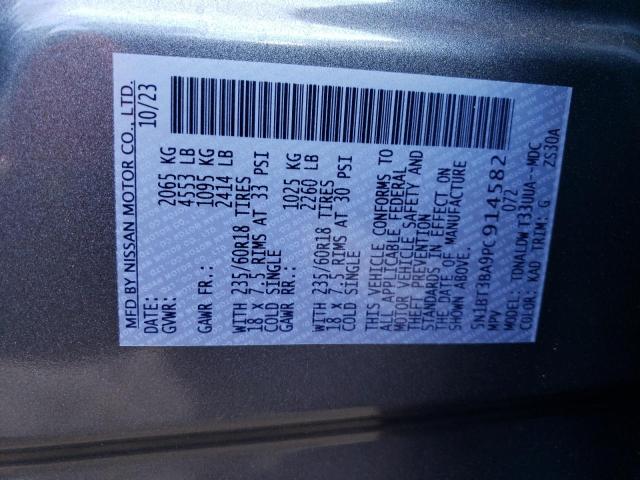 MFD BY NISSAN MOTOR CO., LTD.
DATE: 10/23
GVWR: 2065 KG
4553 LB
GAWR FR.: 1095 KG
2414 LB
WITH 235/60R18 TIRES
18 X 7.5 RIMS AT 33 PSI
COLD SINGLE
GAWR RR.: 1025 KG
2260 LB
WITH 235/60R18 TIRES
18 X 7.5 RIMS AT 30 PSI
COLD SINGLE
THIS VEHICLE CONFORMS TO
ALL APPLICABLE FEDERAL
MOTOR VEHICLE SAFETY AND
THEFT PREVENTION
STANDARDS IN EFFECT ON
THE DATE OF MANUFACTURE
SHOWN ABOVE.
5N1BT3BA9PC914582
MPV 072
MODEL: TDNALDW T33UUA--MDC
COLOR: KAD TRIM: G 2S30A